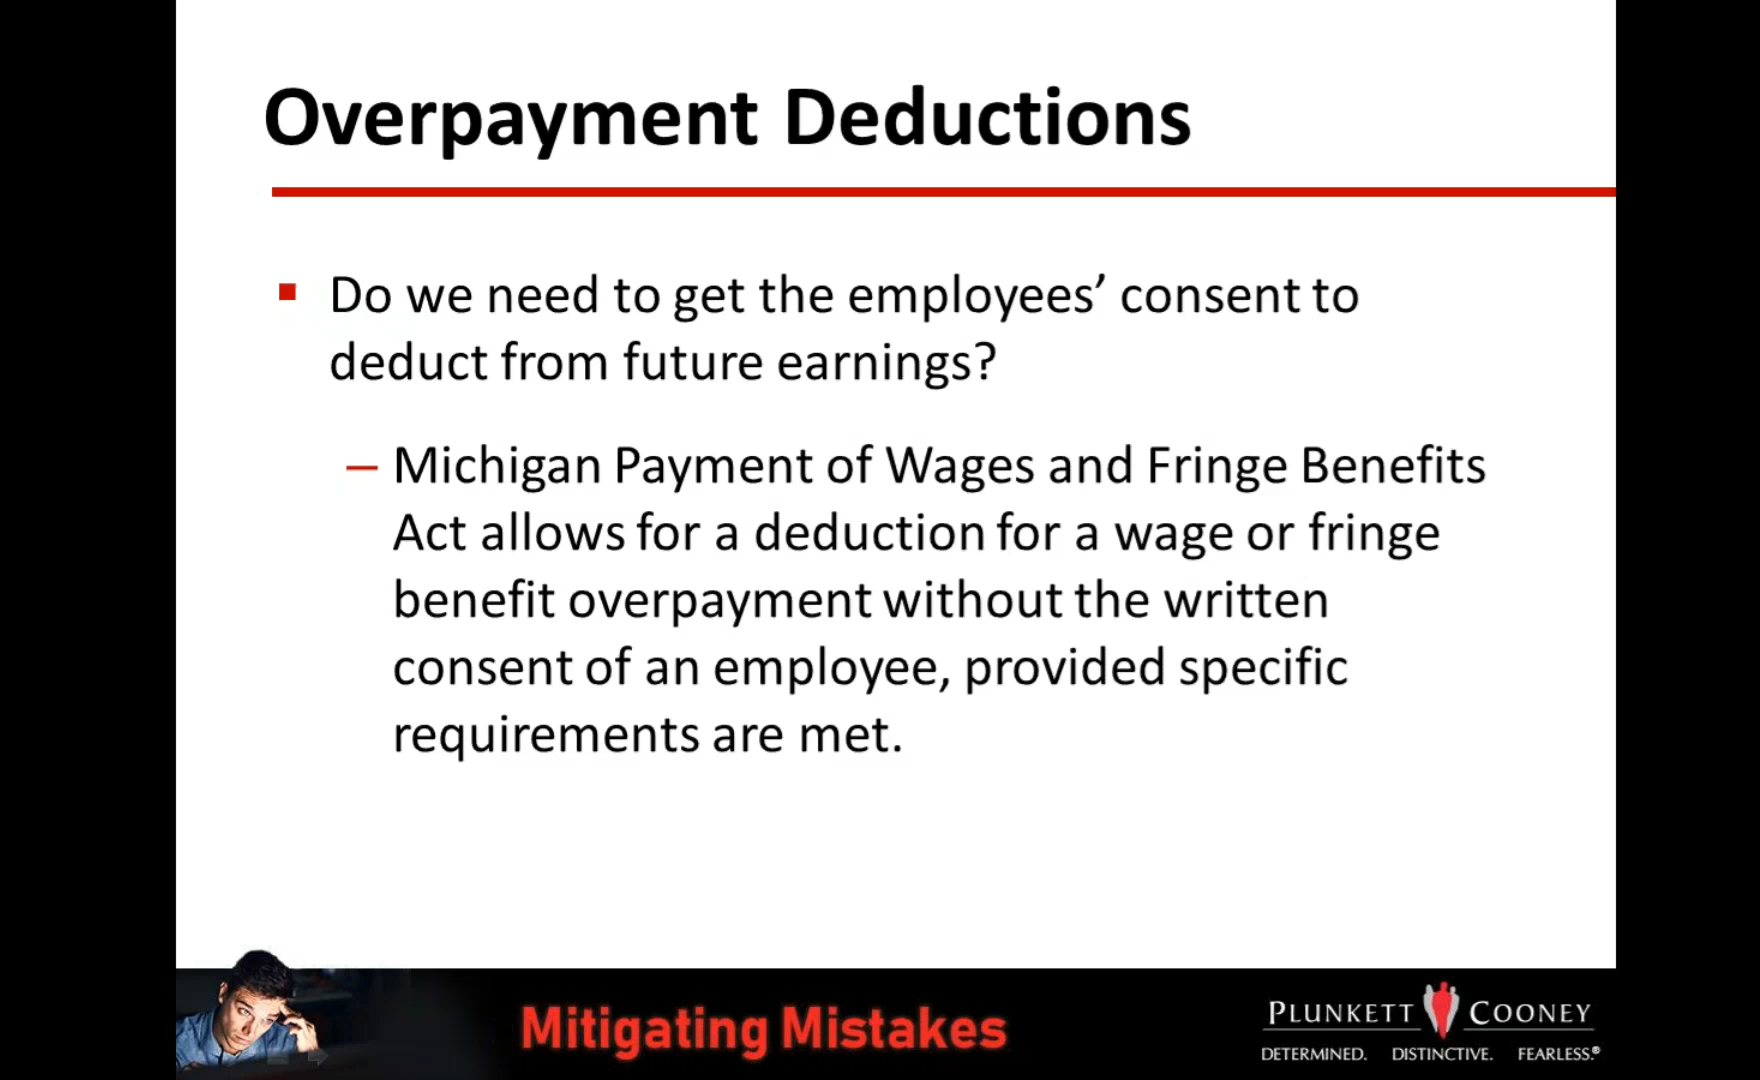 Overpayment Deductions
▪ Do we need to get the employees’ consent to
deduct from future earnings?
– Michigan Payment of Wages and Fringe Benefits
Act allows for a deduction for a wage or fringe
benefit overpayment without the written
consent of an employee, provided specific
requirements are met.
Mitigating Mistakes
PLUNKETT COONEY
DETERMINED. DISTINCTIVE. FEARLESS.®